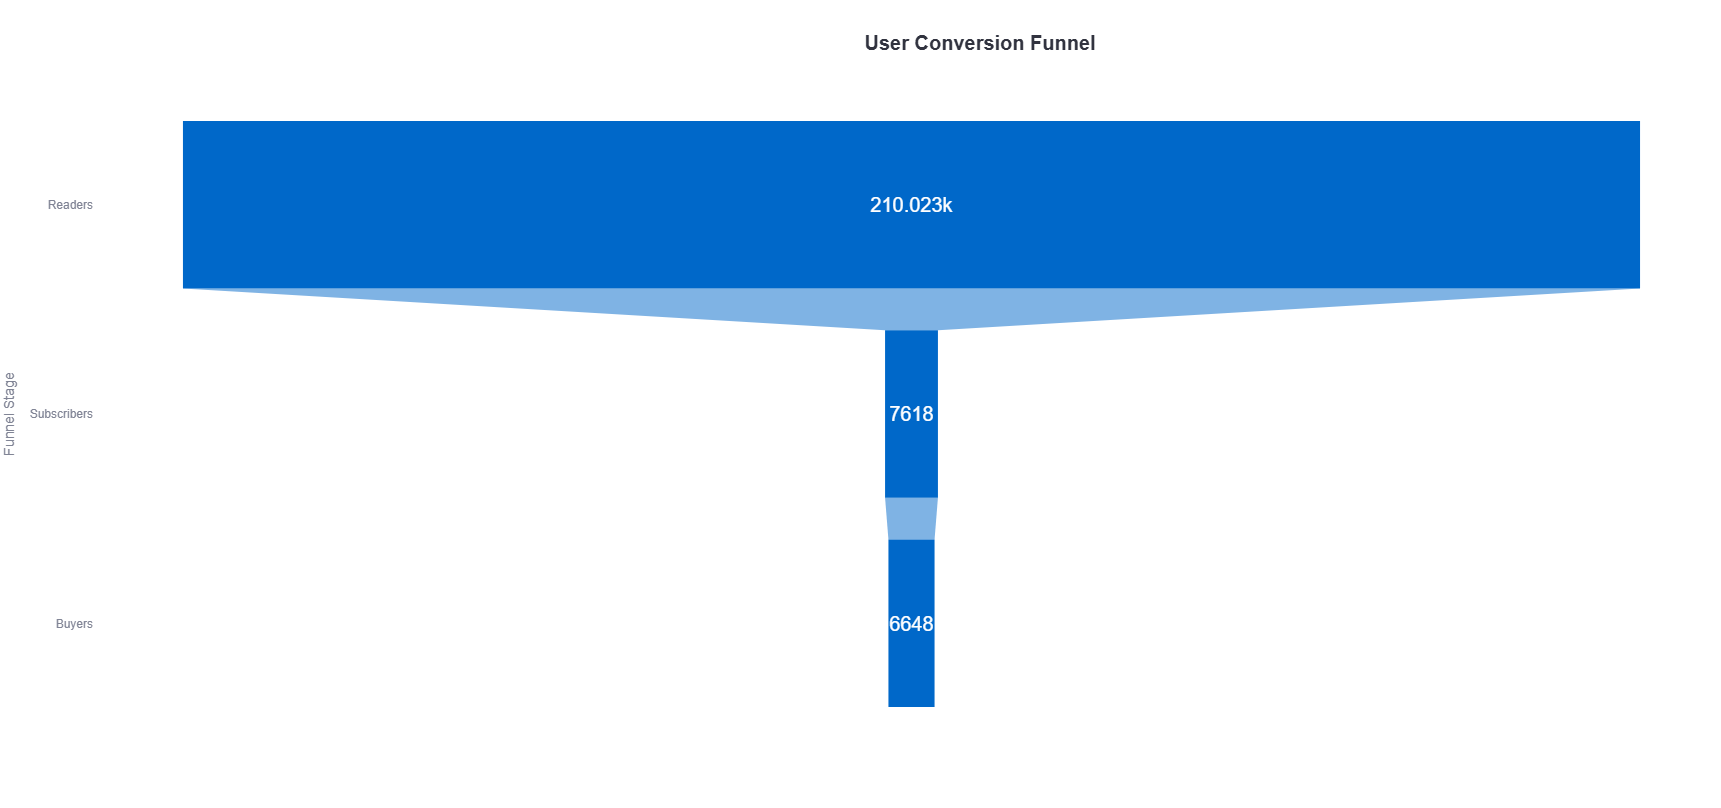 User Conversion Funnel
Readers
210.023k
Funnel Stage
Subscribers
7618
Buyers
6648